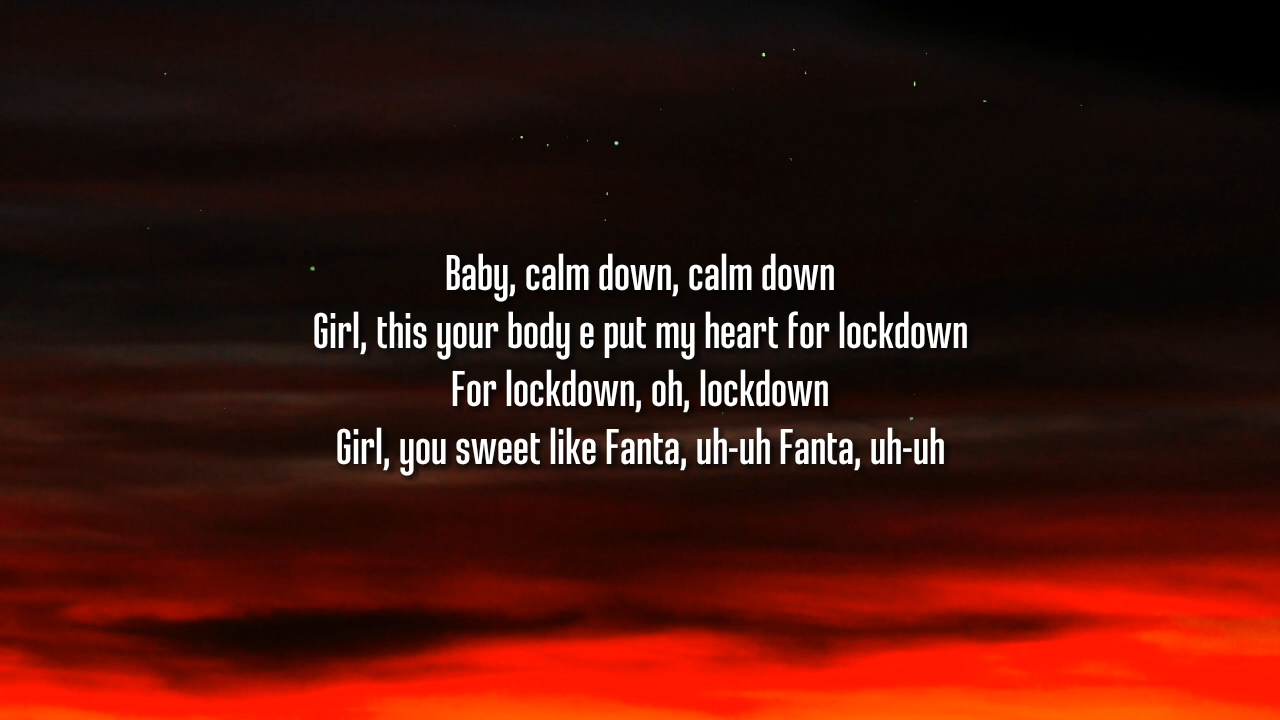 Baby, calm down, calm down
Girl, this your body e put my heart for lockdown
For lockdown, oh, lockdown
Girl, you sweet like Fanta, uh-uh Fanta, uh-uh